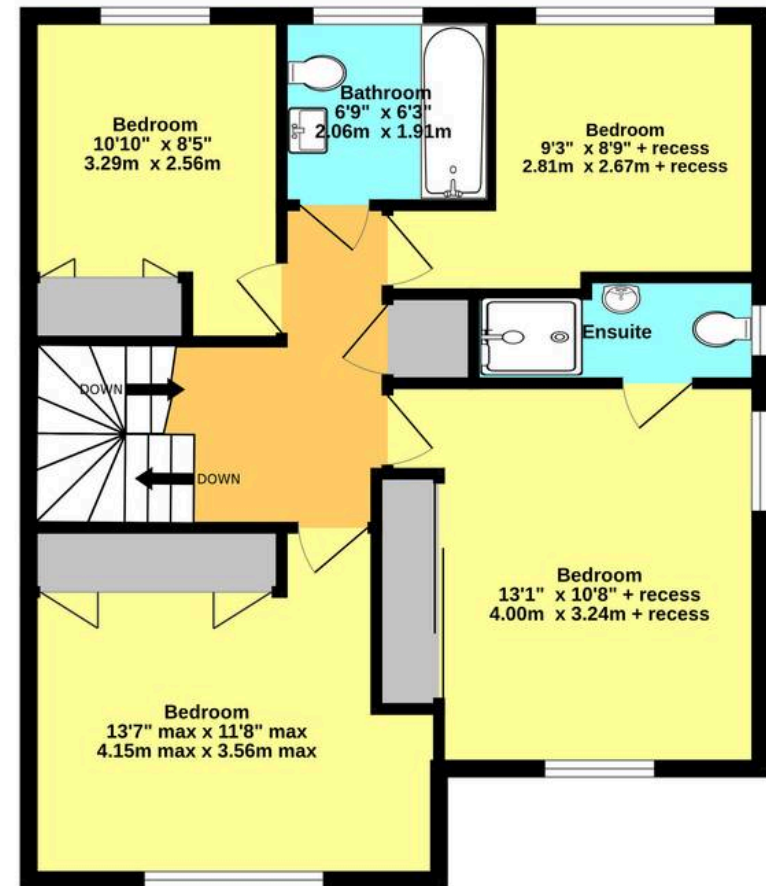 Bedroom
10'10" x 8'5"
3.29m x 2.56m
Bathroom
6'9" x 6'3"
2.06m x 1.91m
Bedroom
9'3" x 8'9" + recess
2.81m x 2.67m + recess
Ensuite
DOWN
DOWN
Bedroom
13'1" x 10'8" + recess
4.00m x 3.24m + recess
Bedroom
13'7" max x 11'8" max
4.15m max x 3.56m max